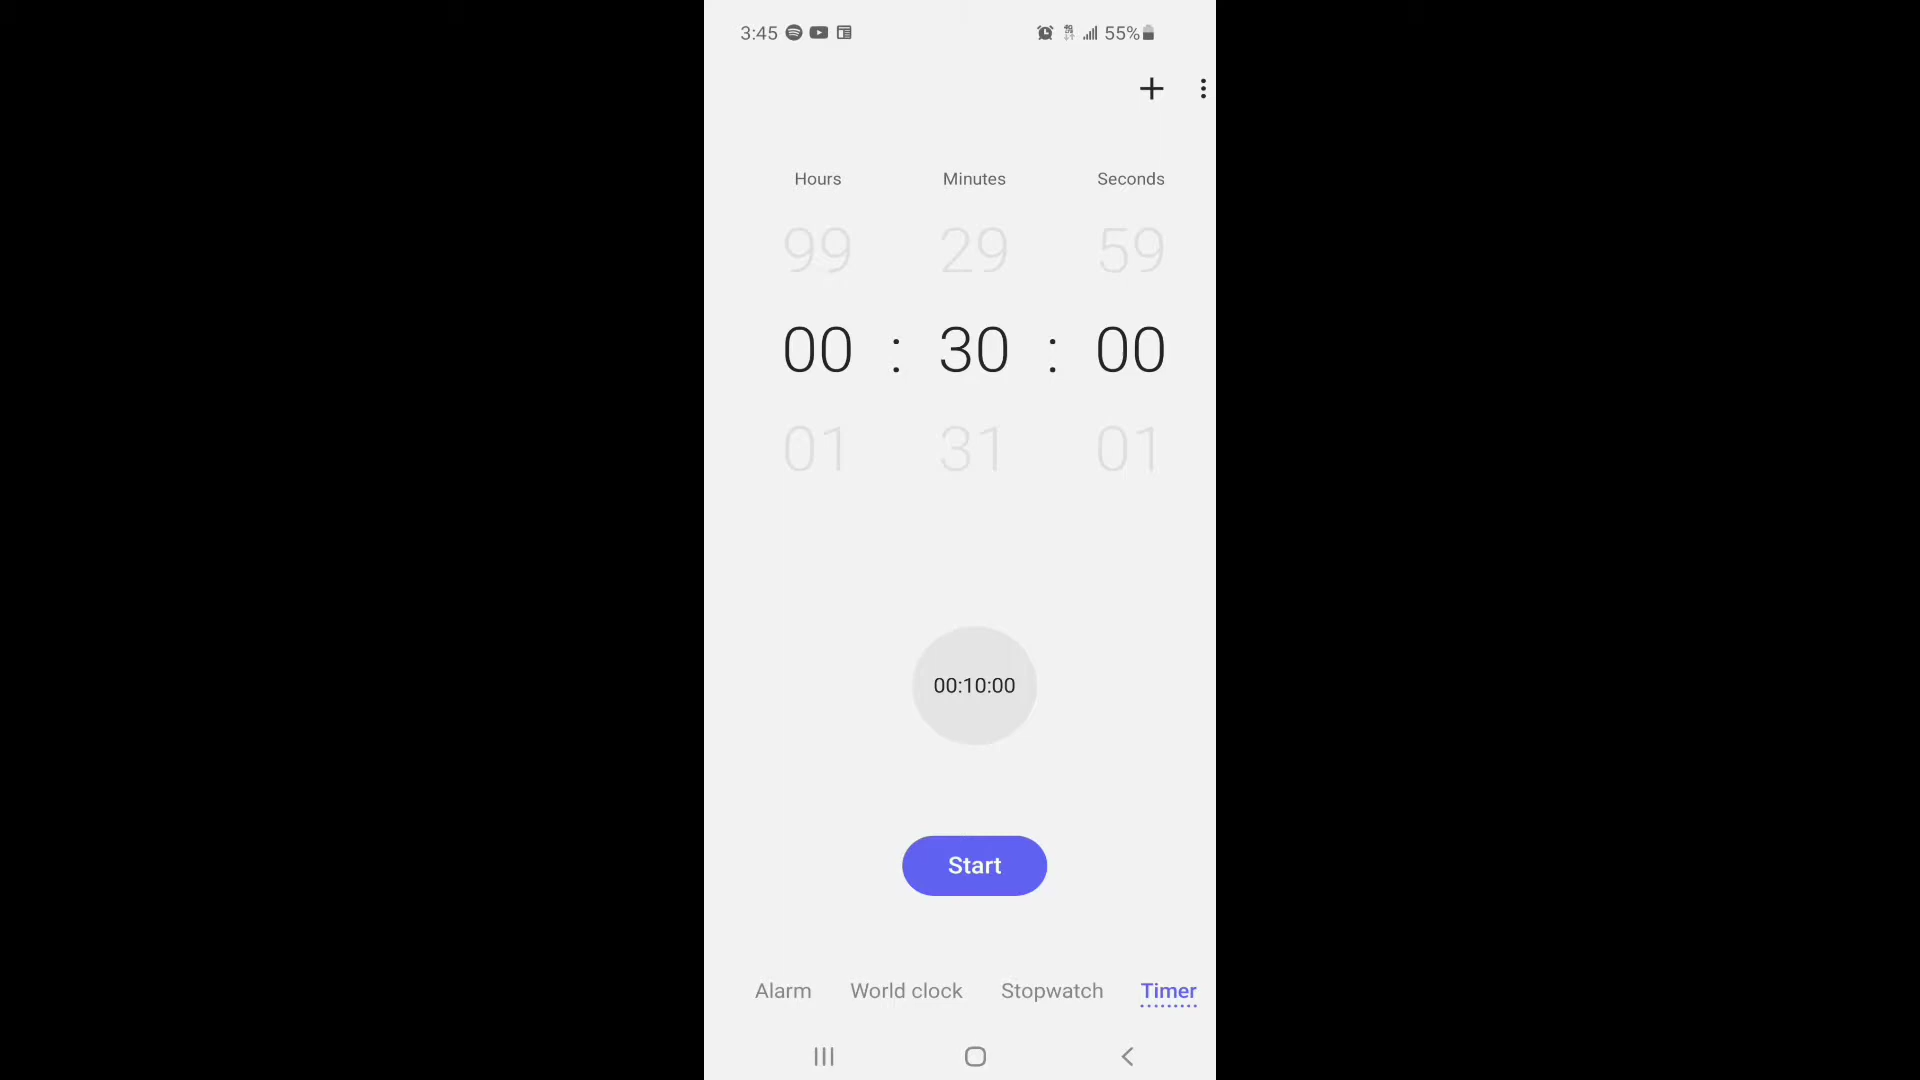 3:45 55%
Hours Minutes Seconds
99 29 59
00 : 30 : 00
01 31 01
00:10:00
Start
Alarm World clock Stopwatch Timer